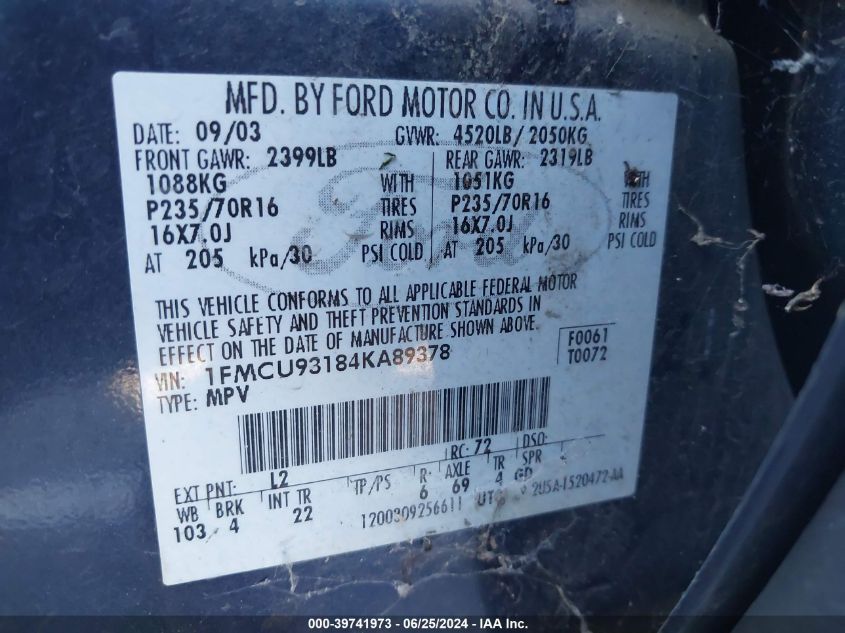 MFD. BY FORD MOTOR CO. IN U.S.A.
DATE: 09/03 GVWR: 4520LB/ 2050KG
FRONT GAWR: 2399LB REAR GAWR: 2319LB
1088KG WITH 1051KG WITH
P235/70R16 TIRES P235/70R16 TIRES
16X7.0J RIMS 16X7.0J RIMS
AT 205 kPa/30 PSI COLD AT 205 kPa/30 PSI COLD
THIS VEHICLE CONFORMS TO ALL APPLICABLE FEDERAL MOTOR
VEHICLE SAFETY AND THEFT PREVENTION STANDARDS IN
EFFECT ON THE DATE OF MANUFACTURE SHOWN ABOVE.
VIN: 1FMCU93184KA89378 F0061
TYPE: MPV T0072
EXT PNT: L2 RC: 72 DSO:
WB BRK INT TR TP/PS R AXLE TR SPR
103 4 22 6 69 4 GD
1200309256611 UTC 2U5A-1520472-AA
00-39741973 - 06/25/2024 - IAA Inc.